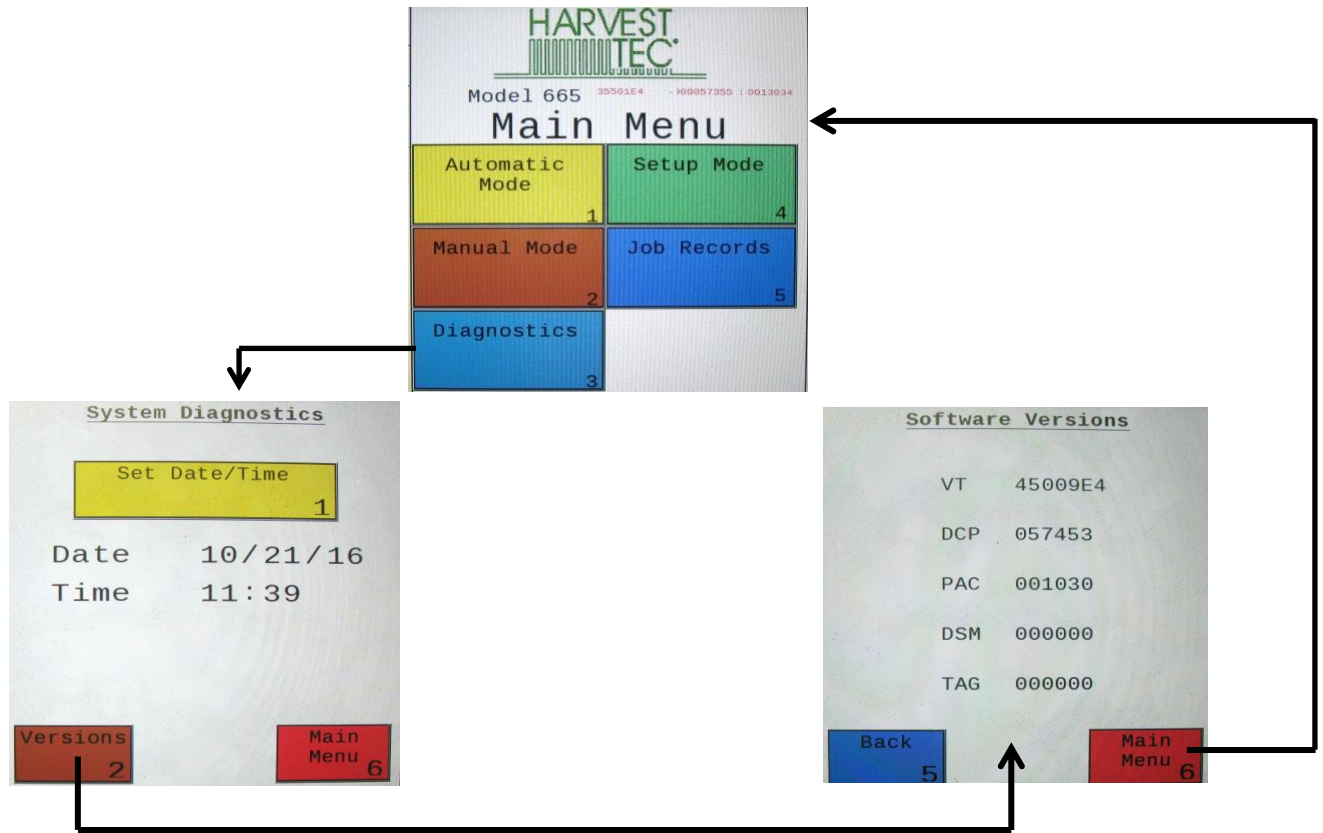 HARVEST
TEC
Model 665 35501E4
Main Menu
Automatic
Mode
1
Setup Mode
4
Manual Mode
2
Job Records
5
Diagnostics
3
System Diagnostics
Set Date/Time
1
Date 10/21/16
Time 11:39
Versions
2
Main
Menu
6
Software Versions
VT 45009E4
DCP 057453
PAC 001030
DSM 000000
TAG 000000
Back
5
Main
Menu
6